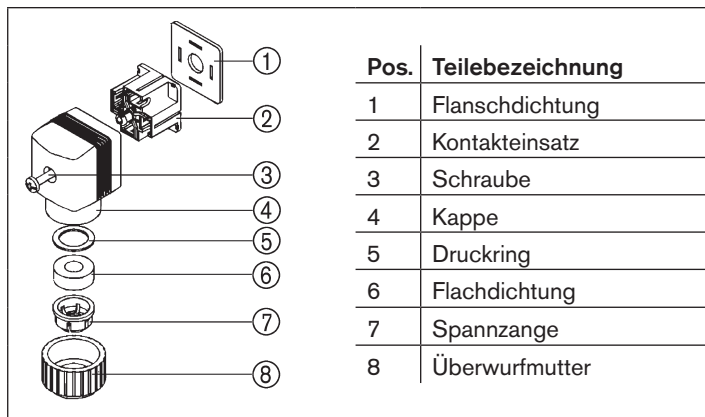 ①
②
③
④
⑤
⑥
⑦
⑧
Pos. Teilebezeichnung
1 Flanschdichtung
2 Kontakteinsatz
3 Schraube
4 Kappe
5 Druckring
6 Flachdichtung
7 Spannzange
8 Überwurfmutter